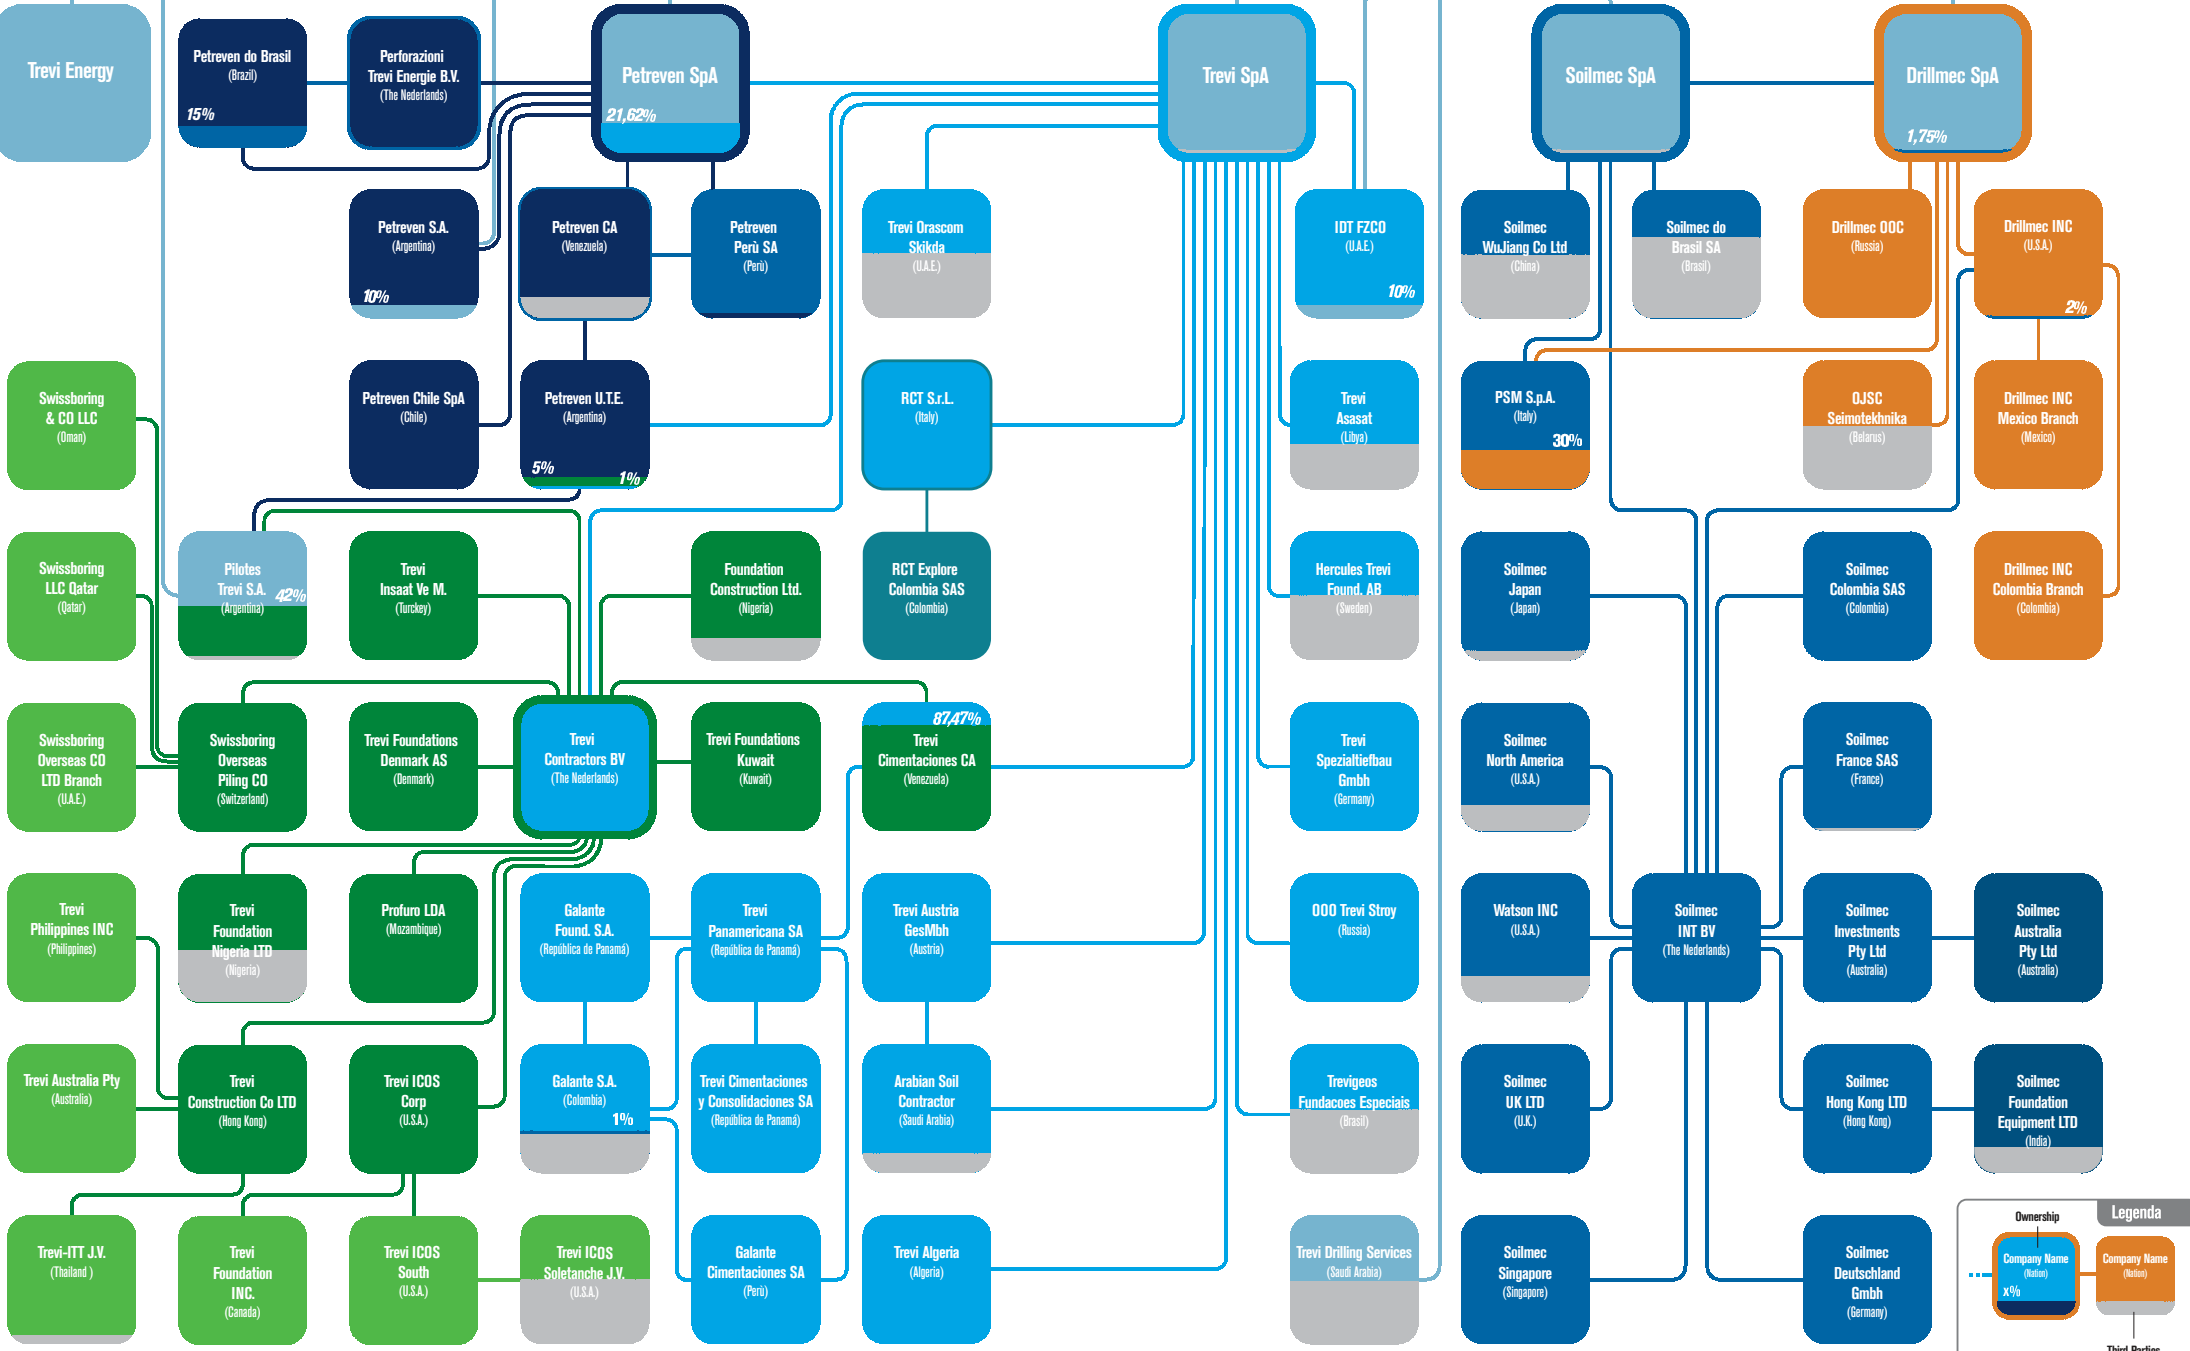 Trevi Energy
Petreven do Brasil
(Brazil)
15%
Perforazioni
Trevi Energie B.V.
(The Nederlands)
Petreven SpA
21,62%
Trevi SpA
Soilmec SpA
Drillmec SpA
1,75%
Petreven S.A.
(Argentina)
10%
Petreven CA
(Venezuela)
Petreven
Perù SA
(Perù)
Trevi Orascom
Skikda
(U.A.E.)
IDT FZCO
(U.A.E.)
10%
Soilmec
WuJiang Co Ltd
(China)
Soilmec do
Brasil SA
(Brasil)
Drillmec OOC
(Russia)
Drillmec INC
(U.S.A.)
2%
Swissboring
& CO LLC
(Oman)
Petreven Chile SpA
(Chile)
Petreven U.T.E.
(Argentina)
5%
1%
RCT S.r.L.
(Italy)
Trevi
Asasat
(Libya)
PSM S.p.A.
(Italy)
30%
OJSC
Seimotekhnika
(Belarus)
Drillmec INC
Mexico Branch
(Mexico)
Swissboring
LLC Qatar
(Qatar)
Pilotes
Trevi S.A.
42%
(Argentina)
Trevi
Insaat Ve M.
(Turckey)
Foundation
Construction Ltd.
(Nigeria)
RCT Explore
Colombia SAS
(Colombia)
Hercules Trevi
Found. AB
(Sweden)
Soilmec
Japan
(Japan)
Soilmec
Colombia SAS
(Colombia)
Drillmec INC
Colombia Branch
(Colombia)
Swissboring
Overseas CO
LTD Branch
(U.A.E.)
Swissboring
Overseas
Piling CO
(Switzerland)
Trevi Foundations
Denmark AS
(Denmark)
Trevi
Contractors BV
(The Nederlands)
Trevi Foundations
Kuwait
(Kuwait)
87,47%
Trevi
Cimentaciones CA
(Venezuela)
Trevi
Spezialtiefbau
Gmbh
(Germany)
Soilmec
North America
(U.S.A.)
Soilmec
France SAS
(France)
Trevi
Philippines INC
(Philippines)
Trevi
Foundation
Nigeria LTD
(Nigeria)
Profuro LDA
(Mozambique)
Galante
Found. S.A.
(República de Panamá)
Trevi
Panamericana SA
(República de Panamá)
Trevi Austria
GesMbh
(Austria)
OOO Trevi Stroy
(Russia)
Watson INC
(U.S.A.)
Soilmec
INT BV
(The Nederlands)
Soilmec
Investments
Pty Ltd
(Australia)
Soilmec
Australia
Pty Ltd
(Australia)
Trevi Australia Pty
(Australia)
Trevi
Construction Co LTD
(Hong Kong)
Trevi ICOS
Corp
(U.S.A.)
Galante S.A.
(Colombia)
1%
Trevi Cimentaciones
y Consolidaciones SA
(República de Panamá)
Arabian Soil
Contractor
(Saudi Arabia)
Trevigeos
Fundacoes Especiais
(Brasil)
Soilmec
UK LTD
(U.K.)
Soilmec
Hong Kong LTD
(Hong Kong)
Soilmec
Foundation
Equipment LTD
(India)
Trevi-ITT J.V.
(Thailand )
Trevi
Foundation
INC.
(Canada)
Trevi ICOS
South
(U.S.A.)
Trevi ICOS
Soletanche J.V.
(U.S.A.)
Galante
Cimentaciones SA
(Perù)
Trevi Algeria
(Algeria)
Trevi Drilling Services
(Saudi Arabia)
Soilmec
Singapore
(Singapore)
Soilmec
Deutschland
Gmbh
(Germany)
Legenda
Ownership
Company Name
(Nation)
x%
Company Name
(Nation)
Third Parties